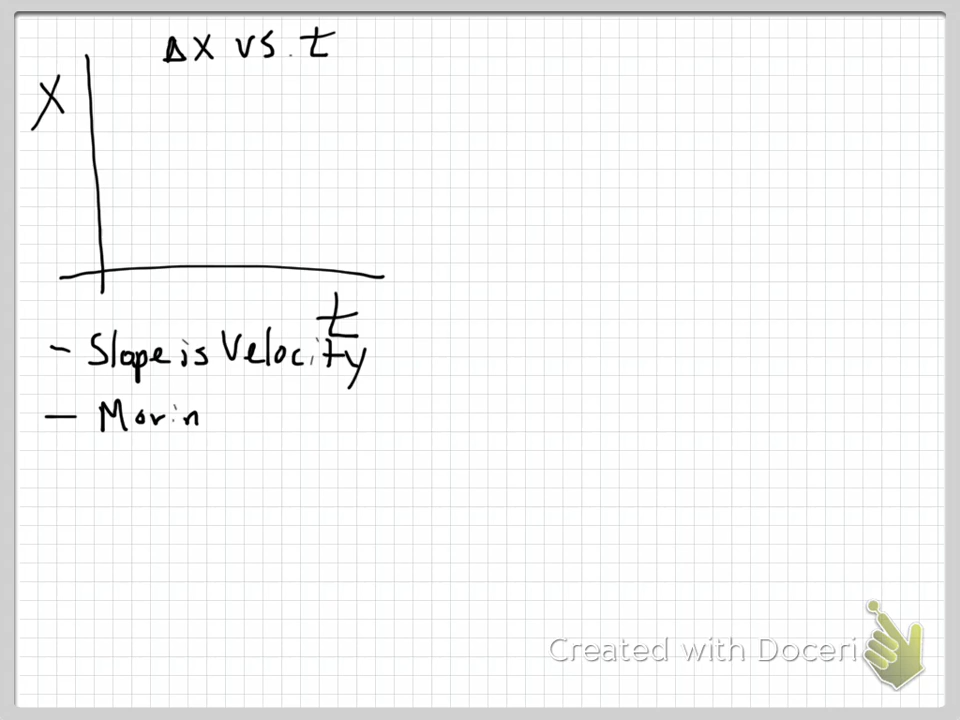 Δx vs. t
X
t
- Slope is Velocity
- Movin
Created with Doceri